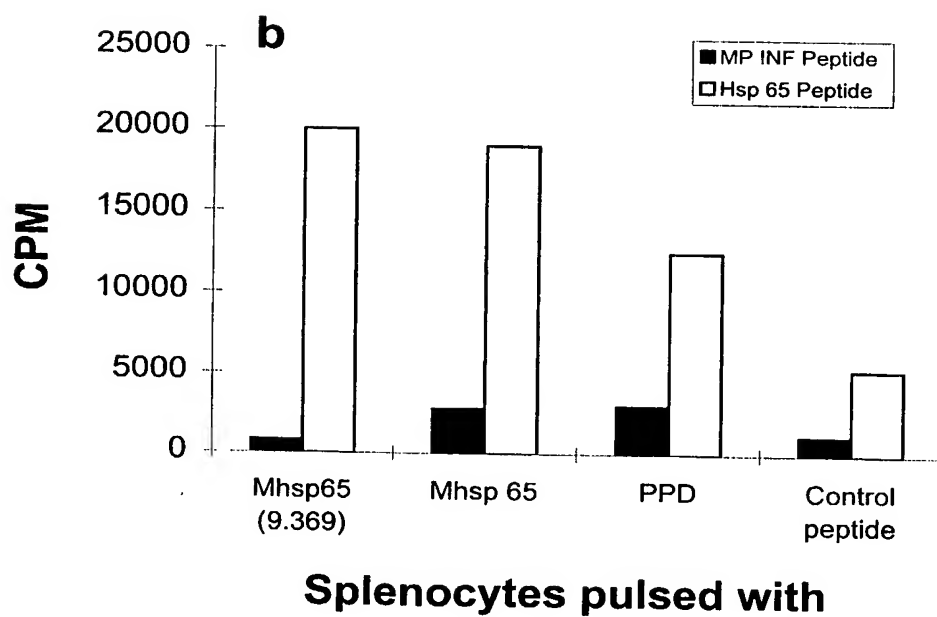 b
25000
20000
15000
10000
5000
0
CPM
MP INF Peptide
Hsp 65 Peptide
Mhsp65
(9.369)
Mhsp 65
PPD
Control
peptide
Splenocytes pulsed with